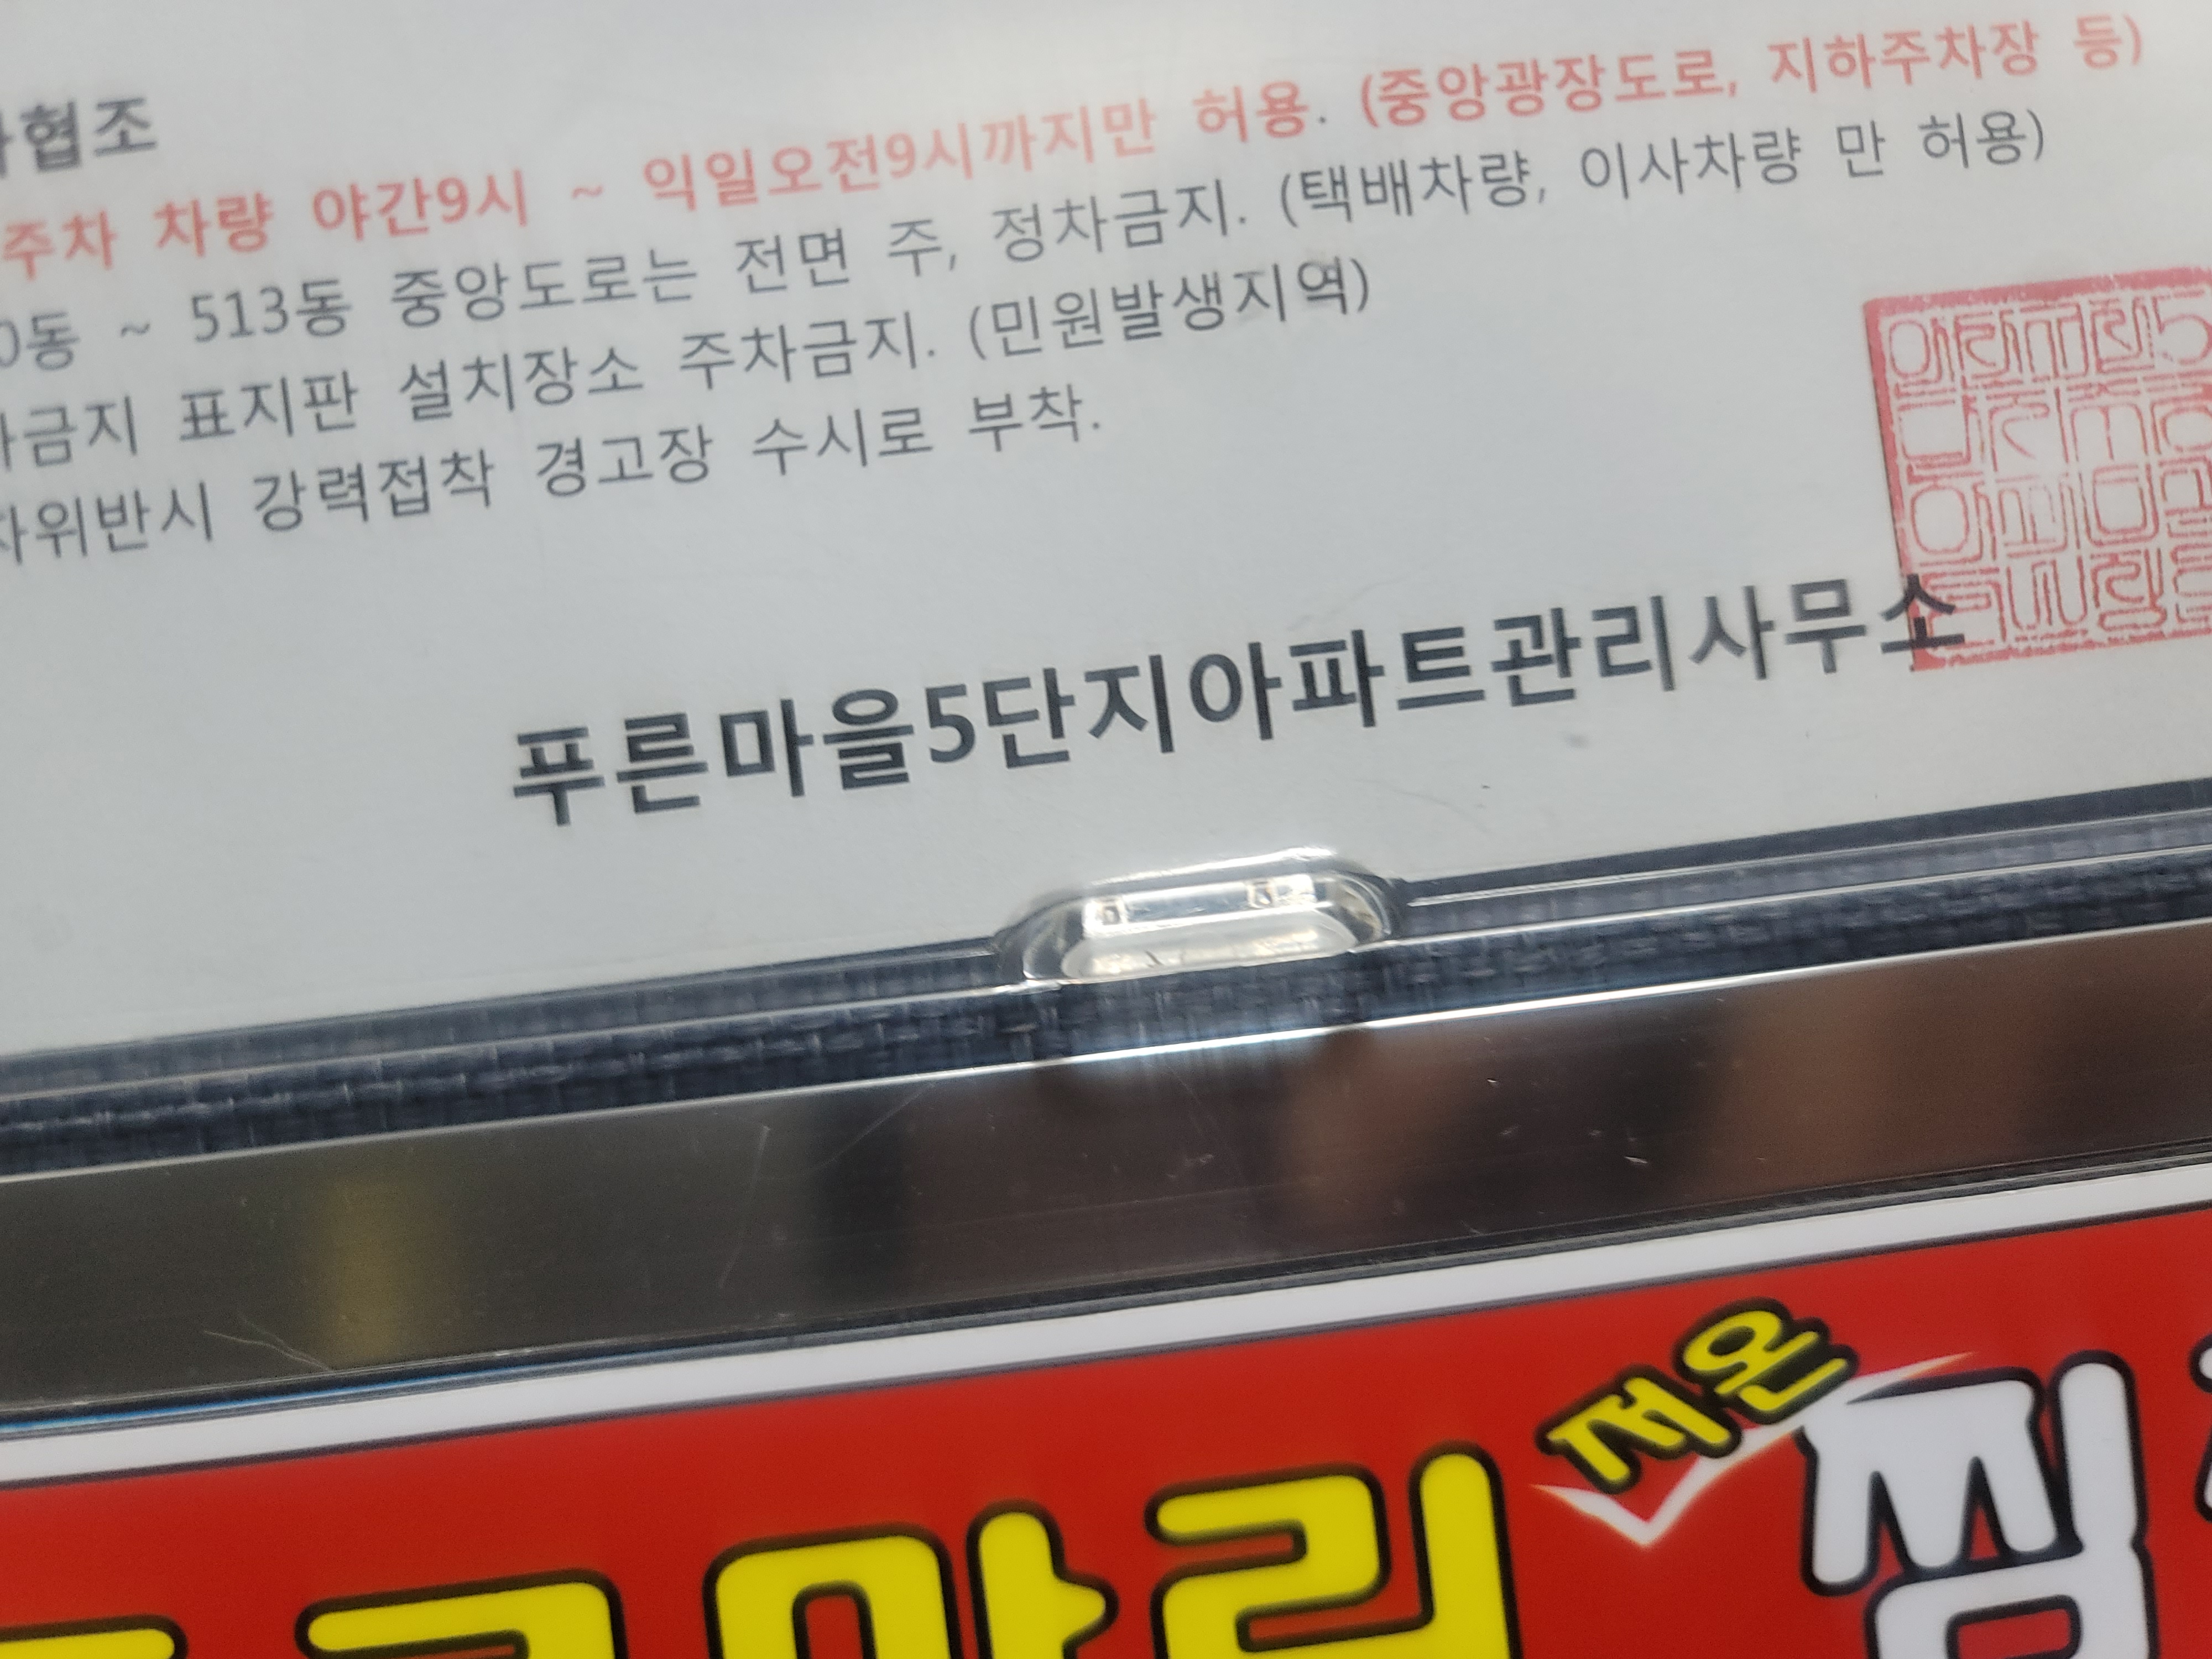 협조
주차 차량 야간9시 ~ 익일오전9시까지만 허용. (중앙광장도로, 지하주차장 등)
0동 ~ 513동 중앙도로는 전면 주, 정차금지. (택배차량, 이사차량 만 허용)
금지 표지판 설치장소 주차금지. (민원발생지역)
위반시 강력접착 경고장 수시로 부착.
푸른마을5단지아파트관리사무소
저온
마리 찜